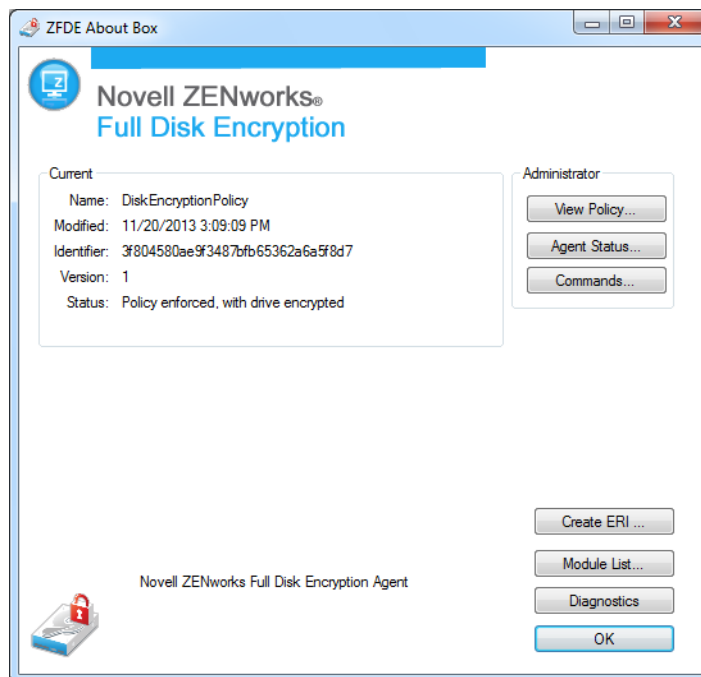 ZFDE About Box
Novell ZENworks®
Full Disk Encryption
Current
Name: DiskEncryptionPolicy
Modified: 11/20/2013 3:09:09 PM
Identifier: 3f804580ae9f3487bfb65362a6a5f8d7
Version: 1
Status: Policy enforced, with drive encrypted
Administrator
View Policy...
Agent Status...
Commands...
Create ERI ...
Module List...
Novell ZENworks Full Disk Encryption Agent
Diagnostics
OK